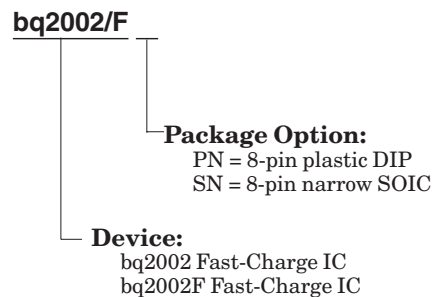 bq2002/F
Package Option:
PN = 8-pin plastic DIP
SN = 8-pin narrow SOIC
Device:
bq2002 Fast-Charge IC
bq2002F Fast-Charge IC